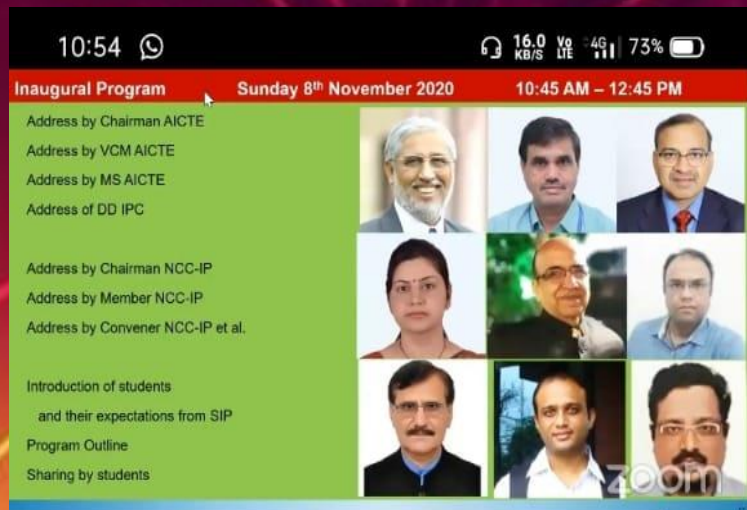 10:54
16.0 KB/S Vo LTE 4G 73%
Inaugural Program Sunday 8th November 2020 10:45 AM – 12:45 PM
Address by Chairman AICTE
Address by VCM AICTE
Address by MS AICTE
Address of DD IPC
Address by Chairman NCC-IP
Address by Member NCC-IP
Address by Convener NCC-IP et al.
Introduction of students
and their expectations from SIP
Program Outline
Sharing by students
zoom